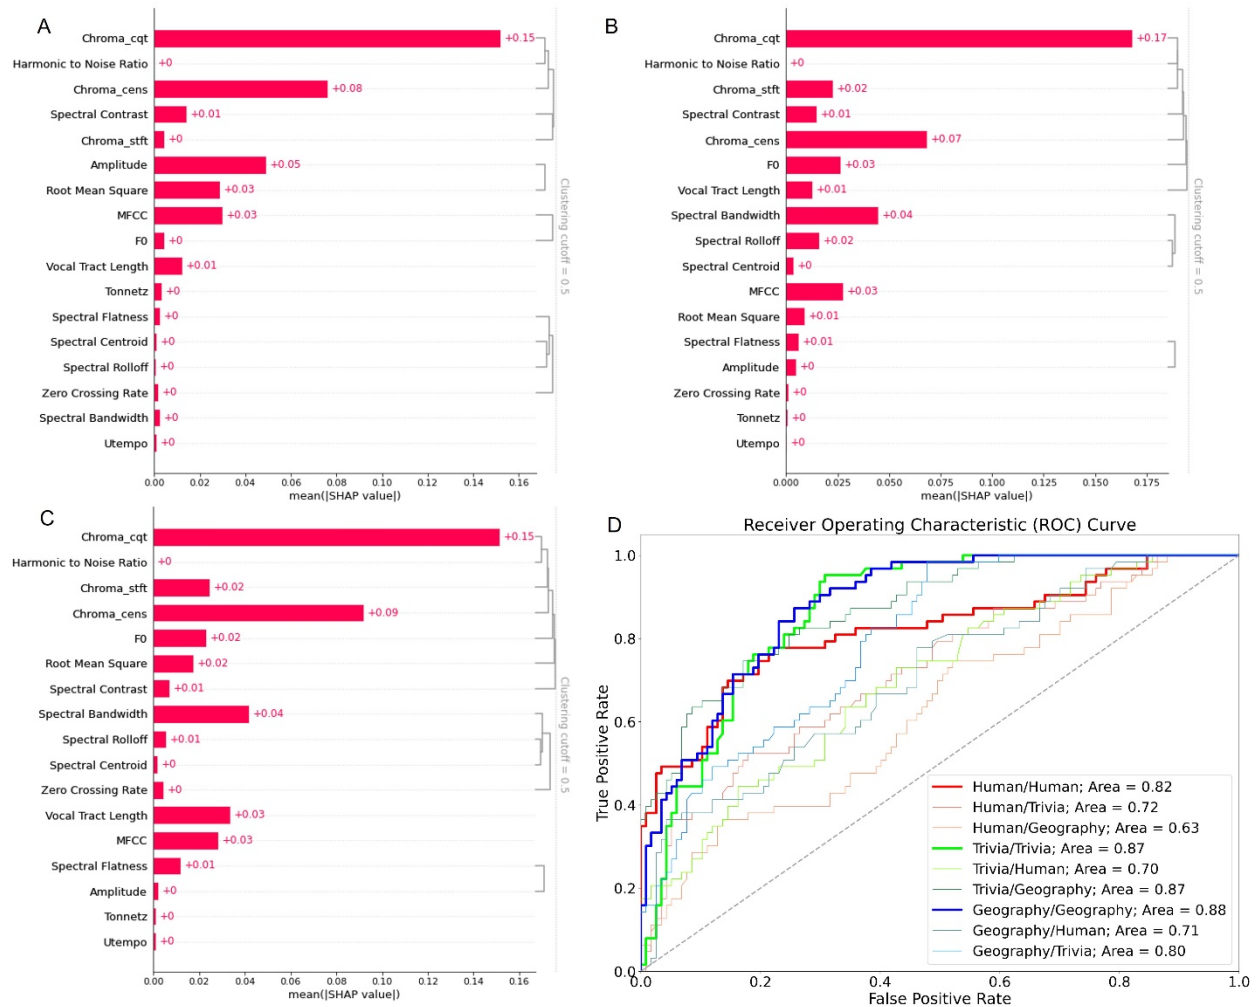 A
Chroma_cqt +0.15
Harmonic to Noise Ratio +0
Chroma_cens +0.08
Spectral Contrast +0.01
Chroma_stft +0
Amplitude +0.05
Root Mean Square +0.03
MFCC +0.03
F0 +0
Vocal Tract Length +0.01
Tonnetz +0
Spectral Flatness +0
Spectral Centroid +0
Spectral Rolloff +0
Zero Crossing Rate +0
Spectral Bandwidth +0
Utempo +0
0.00 0.02 0.04 0.06 0.08 0.10 0.12 0.14 0.16
mean(|SHAP value|)
Clustering cutoff = 0.5
B
Chroma_cqt +0.17
Harmonic to Noise Ratio +0
Chroma_stft +0.02
Spectral Contrast +0.01
Chroma_cens +0.07
F0 +0.03
Vocal Tract Length +0.01
Spectral Bandwidth +0.04
Spectral Rolloff +0.02
Spectral Centroid +0
MFCC +0.03
Root Mean Square +0.01
Spectral Flatness +0.01
Amplitude +0
Zero Crossing Rate +0
Tonnetz +0
Utempo +0
0.000 0.025 0.050 0.075 0.100 0.125 0.150 0.175
mean(|SHAP value|)
Clustering cutoff = 0.5
C
Chroma_cqt +0.15
Harmonic to Noise Ratio +0
Chroma_stft +0.02
Chroma_cens +0.09
F0 +0.02
Root Mean Square +0.02
Spectral Contrast +0.01
Spectral Bandwidth +0.04
Spectral Rolloff +0.01
Spectral Centroid +0
Zero Crossing Rate +0
Vocal Tract Length +0.03
MFCC +0.03
Spectral Flatness +0.01
Amplitude +0
Tonnetz +0
Utempo +0
0.00 0.02 0.04 0.06 0.08 0.10 0.12 0.14 0.16
mean(|SHAP value|)
Clustering cutoff = 0.5
D
Receiver Operating Characteristic (ROC) Curve
1.0
0.8
0.6
0.4
0.2
0.0
True Positive Rate
Human/Human; Area = 0.82
Human/Trivia; Area = 0.72
Human/Geography; Area = 0.63
Trivia/Trivia; Area = 0.87
Trivia/Human; Area = 0.70
Trivia/Geography; Area = 0.87
Geography/Geography; Area = 0.88
Geography/Human; Area = 0.71
Geography/Trivia; Area = 0.80
0.0 0.2 0.4 0.6 0.8 1.0
False Positive Rate